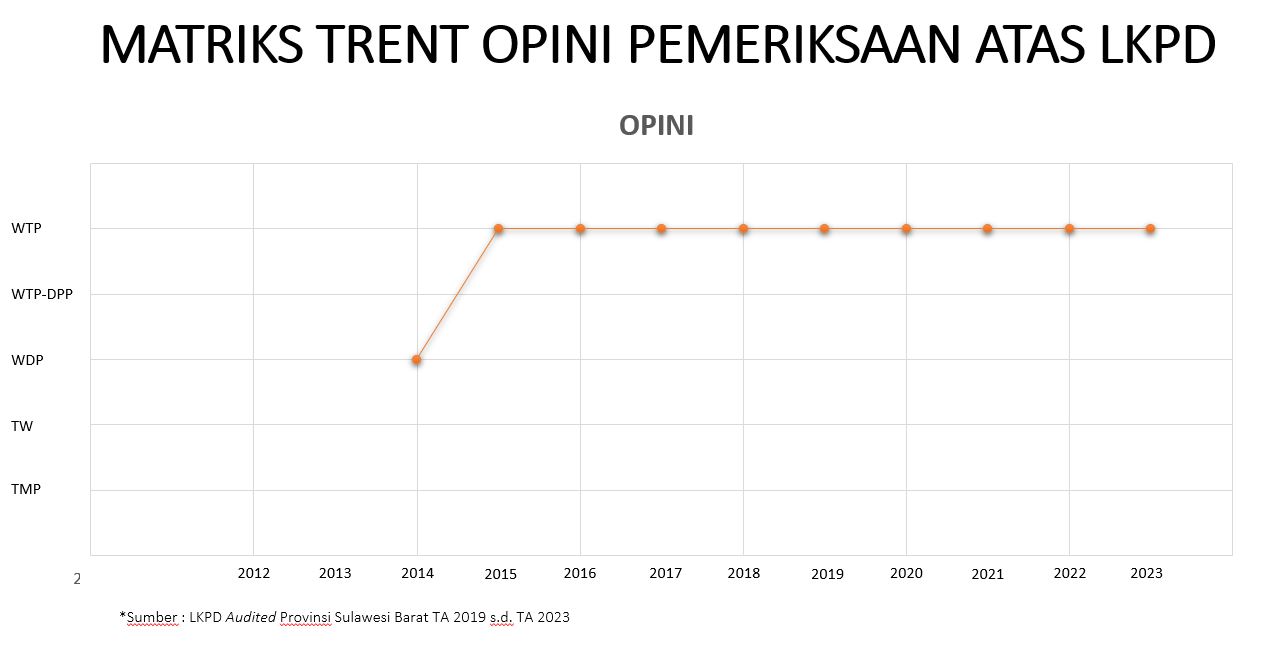 MATRIKS TRENT OPINI PEMERIKSAAN ATAS LKPD
OPINI
WTP
WTP-DPP
WDP
TW
TMP
2 2012 2013 2014 2015 2016 2017 2018 2019 2020 2021 2022 2023
*Sumber : LKPD Audited Provinsi Sulawesi Barat TA 2019 s.d. TA 2023